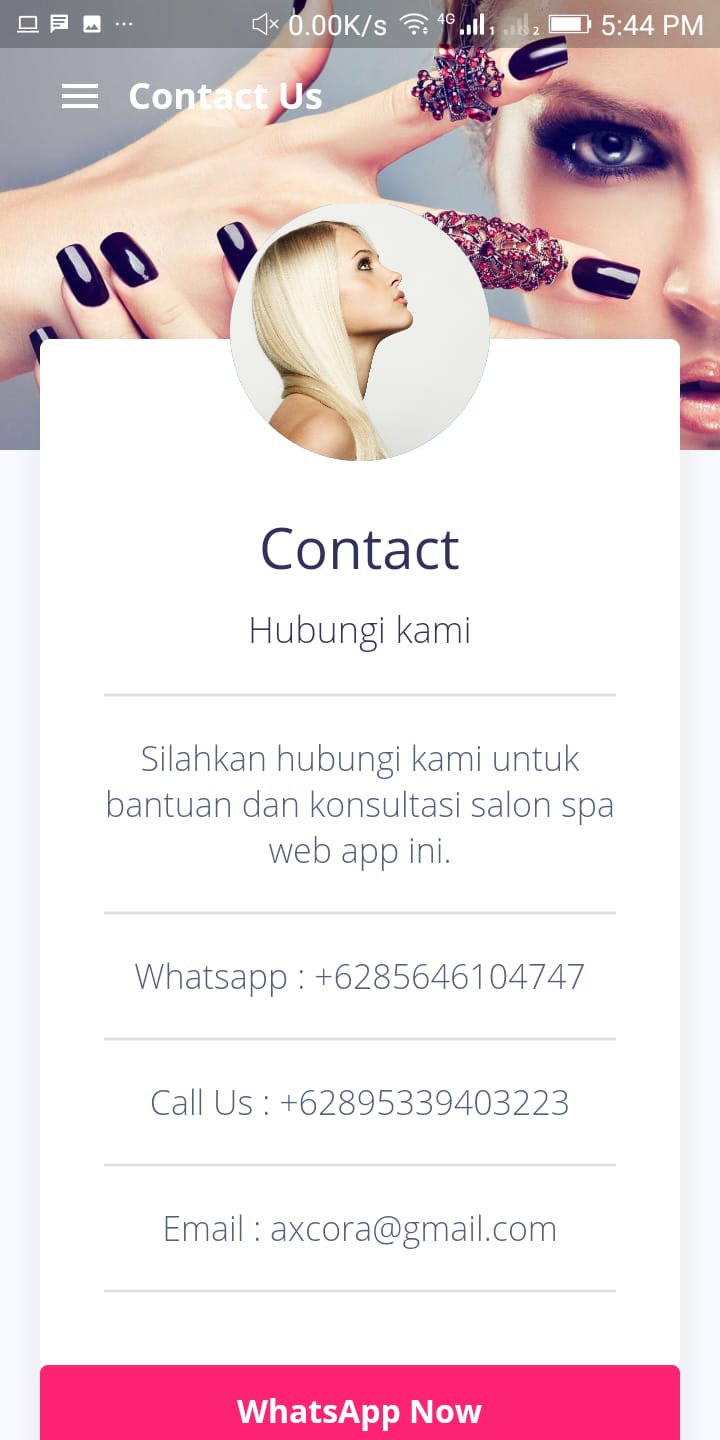 0.00K/s 4G 1 2 5:44 PM
Contact Us
Contact
Hubungi kami
Silahkan hubungi kami untuk
bantuan dan konsultasi salon spa
web app ini.
Whatsapp : +6285646104747
Call Us : +62895339403223
Email : axcora@gmail.com
WhatsApp Now